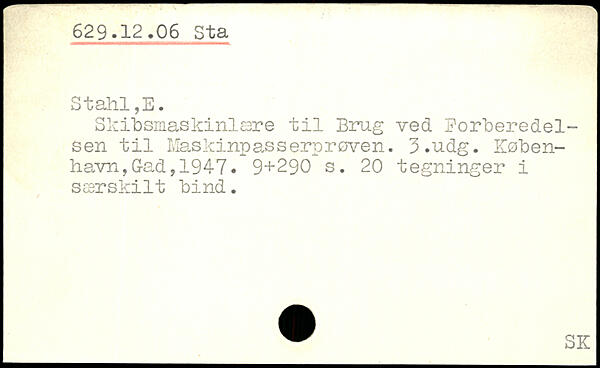 629.12.06 Sta
Stahl,E.
Skibsmaskinlære til Brug ved Forberedel-
sen til Maskinpasserprøven. 3.udg. Køben-
havn,Gad,1947. 9+290 s. 20 tegninger i
særskilt bind.
SK